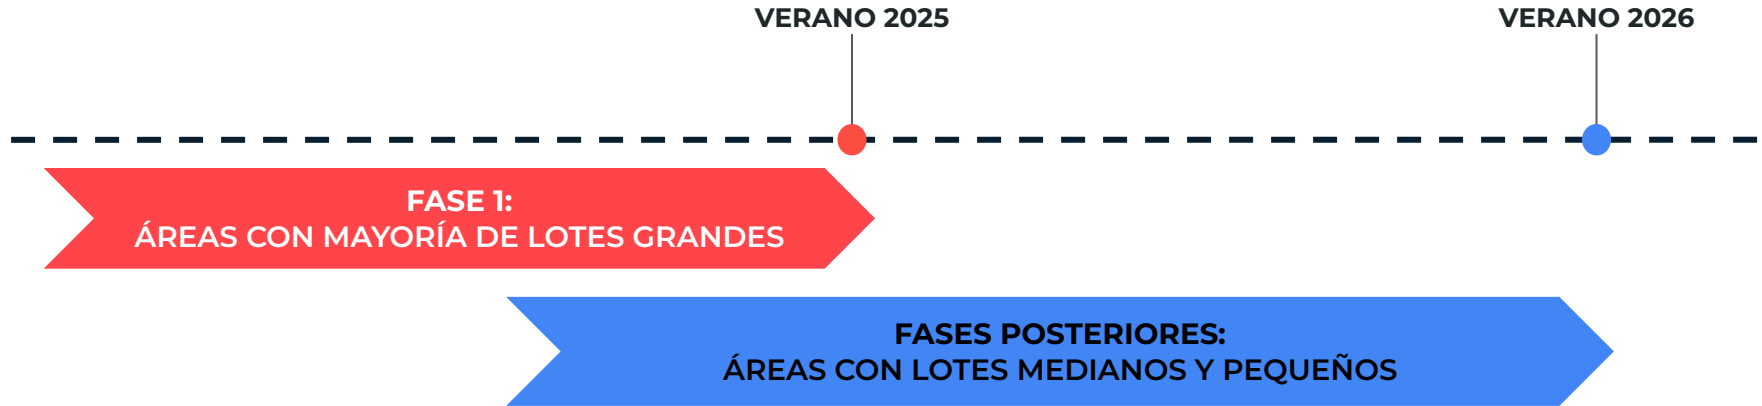 VERANO 2025
VERANO 2026
FASE 1:
ÁREAS CON MAYORÍA DE LOTES GRANDES
FASES POSTERIORES:
ÁREAS CON LOTES MEDIANOS Y PEQUEÑOS